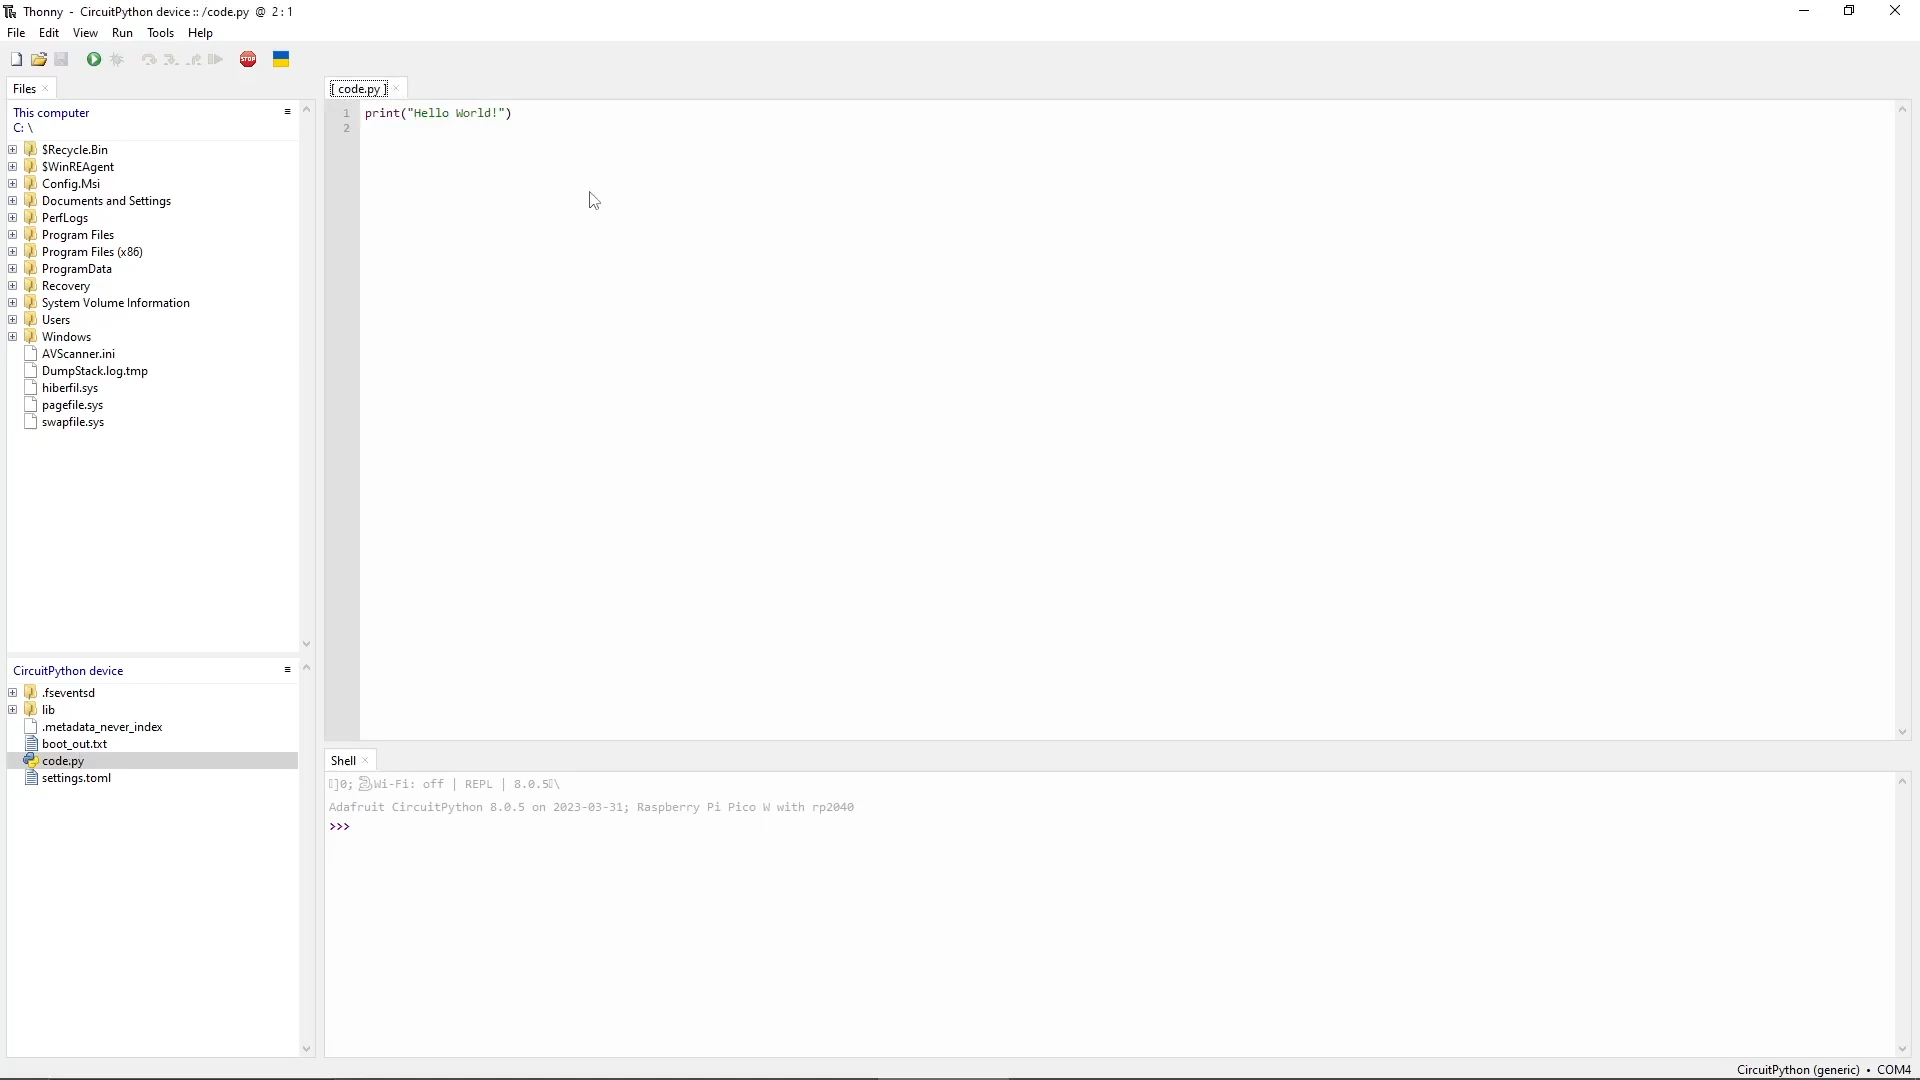 Thonny - CircuitPython device :: /code.py @ 2:1
File Edit View Run Tools Help
STOP
Files
This computer
C: \
$Recycle.Bin
$WinREAgent
Config.Msi
Documents and Settings
PerfLogs
Program Files
Program Files (x86)
ProgramData
Recovery
System Volume Information
Users
Windows
AVScanner.ini
DumpStack.log.tmp
hiberfil.sys
pagefile.sys
swapfile.sys
CircuitPython device
.fseventsd
lib
.metadata_never_index
boot_out.txt
code.py
settings.toml
[ code.py ]
1 print("Hello World!")
2
Shell
]0; Wi-Fi: off | REPL | 8.0.5\
Adafruit CircuitPython 8.0.5 on 2023-03-31; Raspberry Pi Pico W with rp2040
>>>
CircuitPython (generic) • COM4